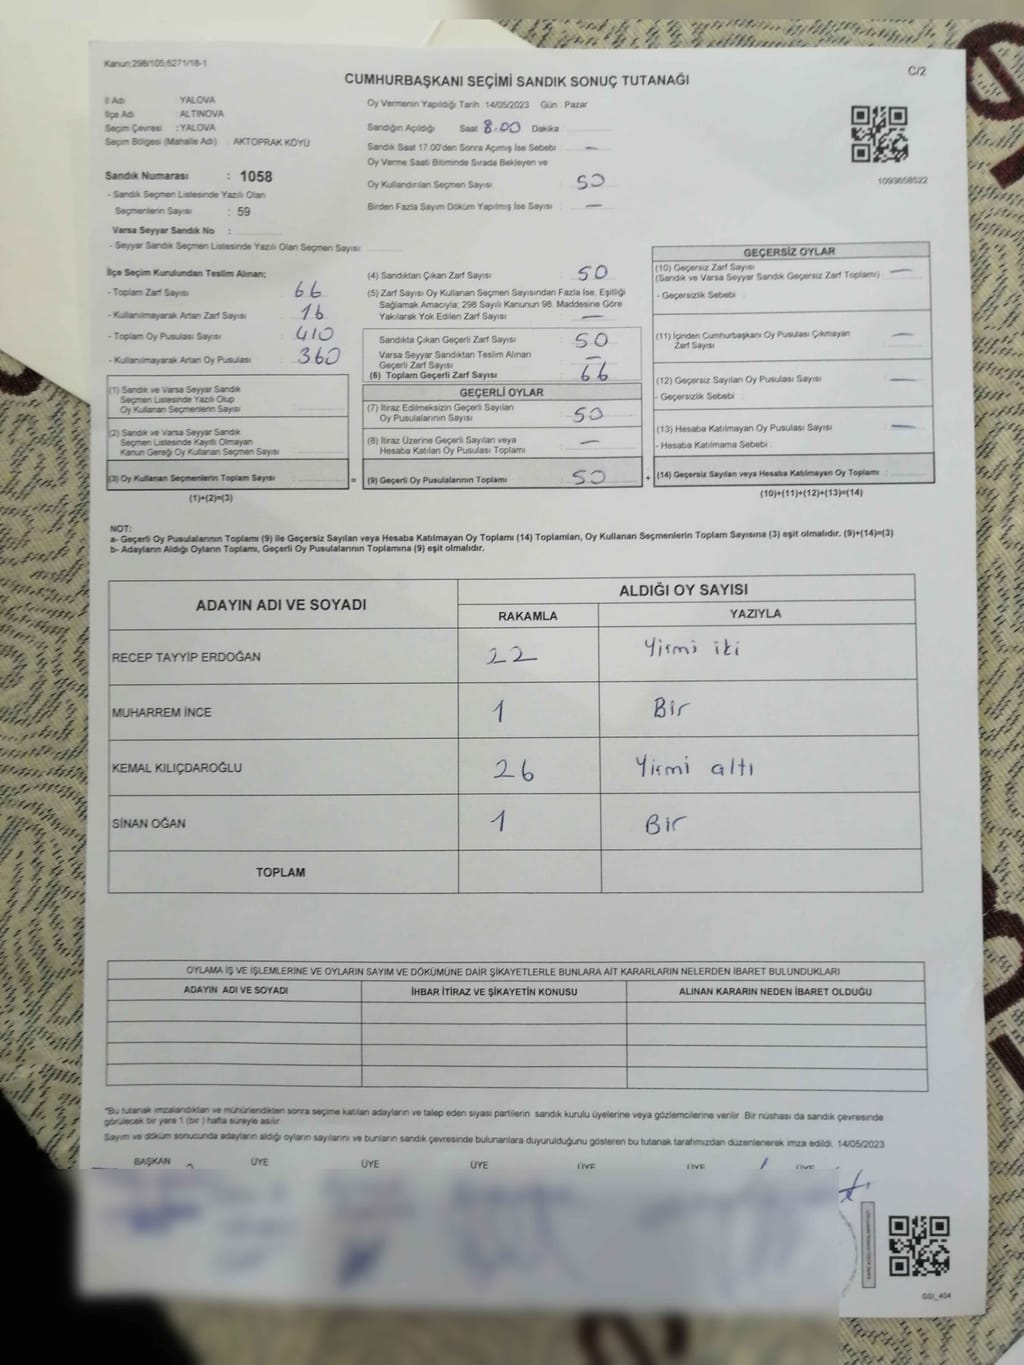 Kanun:298/105;6271/18-1
C/2
CUMHURBAŞKANI SEÇİMİ SANDIK SONUÇ TUTANAĞI
İl Adı YALOVA
İlçe Adı ALTINOVA
Seçim Çevresi :YALOVA
Seçim Bölgesi (Mahalle Adı) : AKTOPRAK KÖYÜ
Sandık Numarası : 1058
- Sandık Seçmen Listesinde Yazılı Olan
Seçmenlerin Sayısı : 59
Varsa Seyyar Sandık No :
- Seyyar Sandık Seçmen Listesinde Yazılı Olan Seçmen Sayısı:
Oy Vermenin Yapıldığı Tarih :14/05/2023 Gün : Pazar
Sandığın Açıldığı Saat 8.00 Dakika :
Sandık Saat 17.00'den Sonra Açımış İse Sebebi : —
Oy Verme Saati Bitiminde Sırada Bekleyen ve
Oy Kullandırılan Seçmen Sayısı : 50
Birden Fazla Sayım Döküm Yapılmış İse Sayısı : —
1093658522
İlçe Seçim Kurulundan Teslim Alınan;
- Toplam Zarf Sayısı : 66
- Kullanılmayarak Artan Zarf Sayısı : 16
- Toplam Oy Pusulası Sayısı : 410
- Kullanılmayarak Artan Oy Pusulası : 360
(1) Sandık ve Varsa Seyyar Sandık
Seçmen Listesinde Yazılı Olup
Oy Kullanan Seçmenlerin Sayısı :
(2) Sandık ve Varsa Seyyar Sandık
Seçmen Listesinde Kayıtlı Olmayan
Kanun Gereği Oy Kullanan Seçmen Sayısı :
(3) Oy Kullanan Seçmenlerin Toplam Sayısı :
(1)+(2)=(3)
=
(4) Sandıktan Çıkan Zarf Sayısı : 50
(5) Zarf Sayısı Oy Kullanan Seçmen Sayısından Fazla İse, Eşitliği
Sağlamak Amacıyla; 298 Sayılı Kanunun 98. Maddesine Göre
Yakılarak Yok Edilen Zarf Sayısı : —
Sandıkta Çıkan Geçerli Zarf Sayısı : 50
Varsa Seyyar Sandıktan Teslim Alınan
Geçerli Zarf Sayısı : —
(6) Toplam Geçerli Zarf Sayısı : 66
GEÇERLİ OYLAR
(7) İtiraz Edilmeksizin Geçerli Sayılan
Oy Pusulalarının Sayısı : 50
(8) İtiraz Üzerine Geçerli Sayılan veya
Hesaba Katılan Oy Pusulası Toplamı : —
(9) Geçerli Oy Pusulalarının Toplamı : 50
+
GEÇERSİZ OYLAR
(10) Geçersiz Zarf Sayısı
(Sandık ve Varsa Seyyar Sandık Geçersiz Zarf Toplamı) : —
- Geçersizlik Sebebi :
(11) İçinden Cumhurbaşkanı Oy Pusulası Çıkmayan
Zarf Sayısı : —
(12) Geçersiz Sayılan Oy Pusulası Sayısı : —
- Geçersizlik Sebebi :
(13) Hesaba Katılmayan Oy Pusulası Sayısı : —
- Hesaba Katılmama Sebebi :
(14) Geçersiz Sayılan veya Hesaba Katılmayan Oy Toplamı :
(10)+(11)+(12)+(13)=(14)
NOT:
a- Geçerli Oy Pusulalarının Toplamı (9) ile Geçersiz Sayılan veya Hesaba Katılmayan Oy Toplamı (14) Toplamları, Oy Kullanan Seçmenlerin Toplam Sayısına (3) eşit olmalıdır. (9)+(14)=(3)
b- Adayların Aldığı Oyların Toplamı, Geçerli Oy Pusulalarının Toplamına (9) eşit olmalıdır.
ADAYIN ADI VE SOYADI ALDIĞI OY SAYISI
RAKAMLA YAZIYLA
RECEP TAYYİP ERDOĞAN 22 Yirmi iki
MUHARREM İNCE 1 Bir
KEMAL KILIÇDAROĞLU 26 Yirmi altı
SİNAN OĞAN 1 Bir
TOPLAM
OYLAMA İŞ VE İŞLEMLERİNE VE OYLARIN SAYIM VE DÖKÜMÜNE DAİR ŞİKAYETLERLE BUNLARA AİT KARARLARIN NELERDEN İBARET BULUNDUKLARI
ADAYIN ADI VE SOYADI İHBAR İTİRAZ VE ŞİKAYETİN KONUSU ALINAN KARARIN NEDEN İBARET OLDUĞU
*Bu tutanak imzalandıktan ve mühürlendikten sonra seçime katılan adayların ve talep eden siyasi partilerin sandık kurulu üyelerine veya gözlemcilerine verilir. Bir nüshası da sandık çevresinde
görülecek bir yere 1 (bir ) hafta süreyle asılır
Sayım ve döküm sonucunda adayların aldığı oyların sayılarını ve bunların sandık çevresinde bulunanlara duyurulduğunu gösteren bu tutanak tarafımızdan düzenlenerek imza edildi. 14/05/2023
BAŞKAN ÜYE ÜYE ÜYE ÜYE ÜYE ÜYE
SSI_404